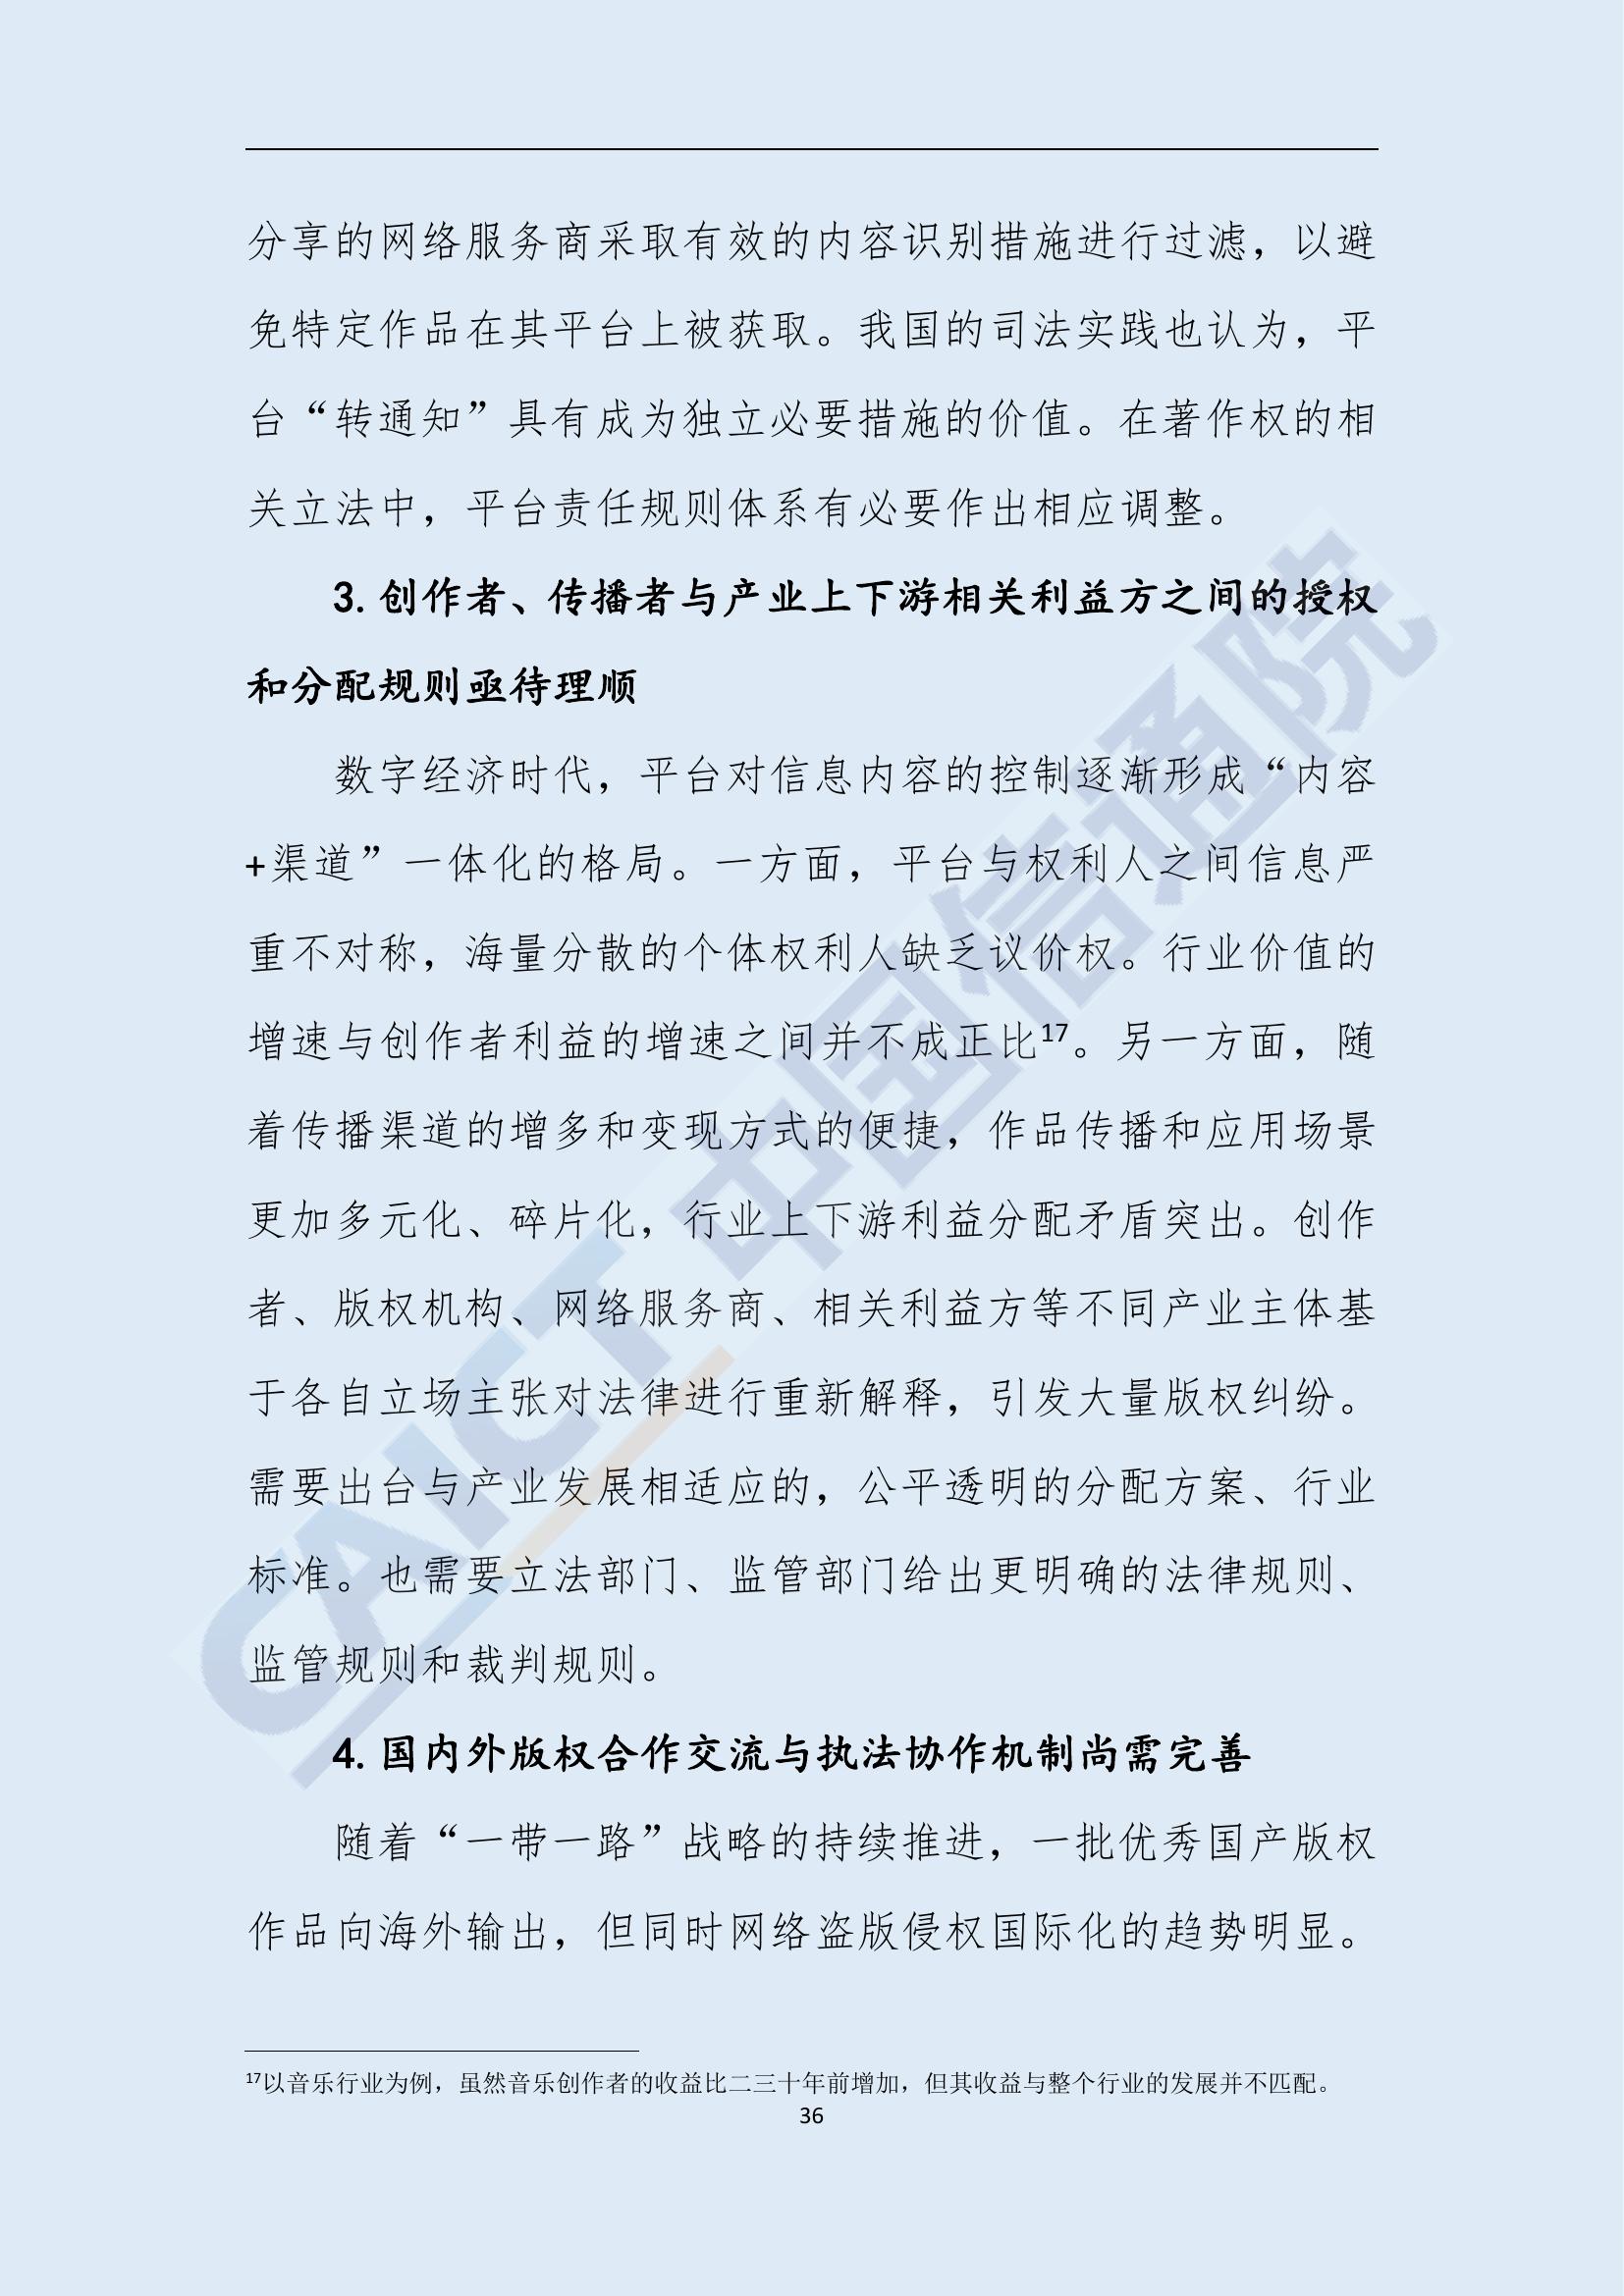 分享的网络服务商采取有效的内容识别措施进行过滤，以避
免特定作品在其平台上被获取。我国的司法实践也认为，平
台“转通知”具有成为独立必要措施的价值。在著作权的相
关立法中，平台责任规则体系有必要作出相应调整。
3. 创作者、传播者与产业上下游相关利益方之间的授权
和分配规则亟待理顺
数字经济时代，平台对信息内容的控制逐渐形成“内容
+渠道”一体化的格局。一方面，平台与权利人之间信息严
重不对称，海量分散的个体权利人缺乏议价权。行业价值的
增速与创作者利益的增速之间并不成正比17。另一方面，随
着传播渠道的增多和变现方式的便捷，作品传播和应用场景
更加多元化、碎片化，行业上下游利益分配矛盾突出。创作
者、版权机构、网络服务商、相关利益方等不同产业主体基
于各自立场主张对法律进行重新解释，引发大量版权纠纷。
需要出台与产业发展相适应的，公平透明的分配方案、行业
标准。也需要立法部门、监管部门给出更明确的法律规则、
监管规则和裁判规则。
4. 国内外版权合作交流与执法协作机制尚需完善
随着“一带一路”战略的持续推进，一批优秀国产版权
作品向海外输出，但同时网络盗版侵权国际化的趋势明显。
17以音乐行业为例，虽然音乐创作者的收益比二三十年前增加，但其收益与整个行业的发展并不匹配。
36
CAICT 中国信通院